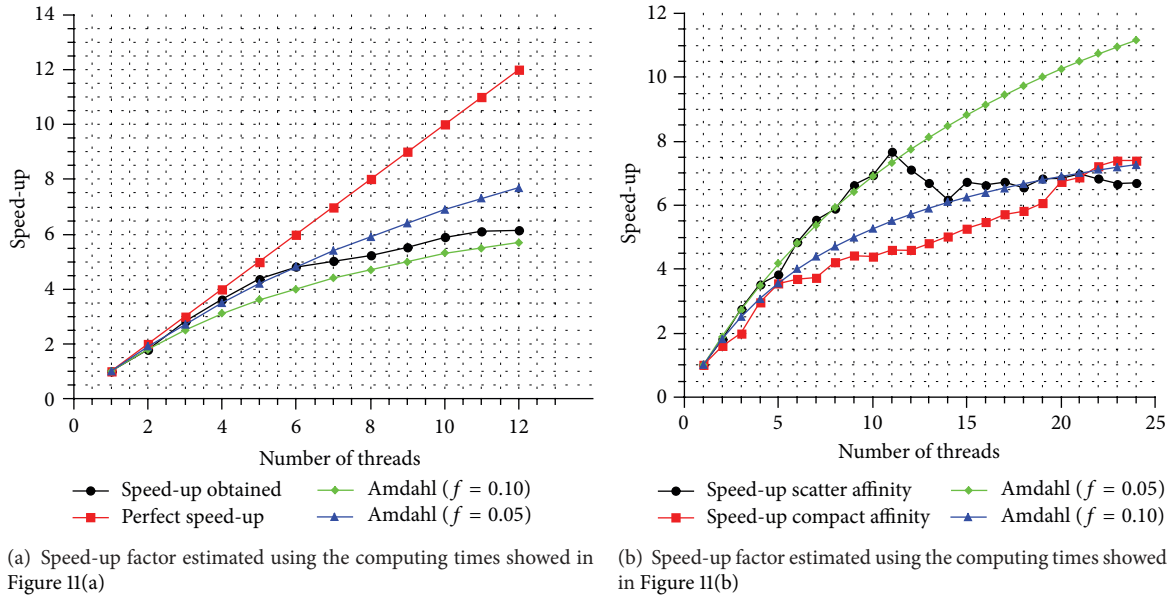 14
12
10
8
6
4
2
0
Speed-up
0
2
4
6
8
10
12
Number of threads
Speed-up obtained
Perfect speed-up
Amdahl (f = 0.10)
Amdahl (f = 0.05)
(a) Speed-up factor estimated using the computing times showed in
Figure 11(a)
12
10
8
6
4
2
0
Speed-up
0
5
10
15
20
25
Number of threads
Speed-up scatter affinity
Speed-up compact affinity
Amdahl (f = 0.05)
Amdahl (f = 0.10)
(b) Speed-up factor estimated using the computing times showed
in Figure 11(b)